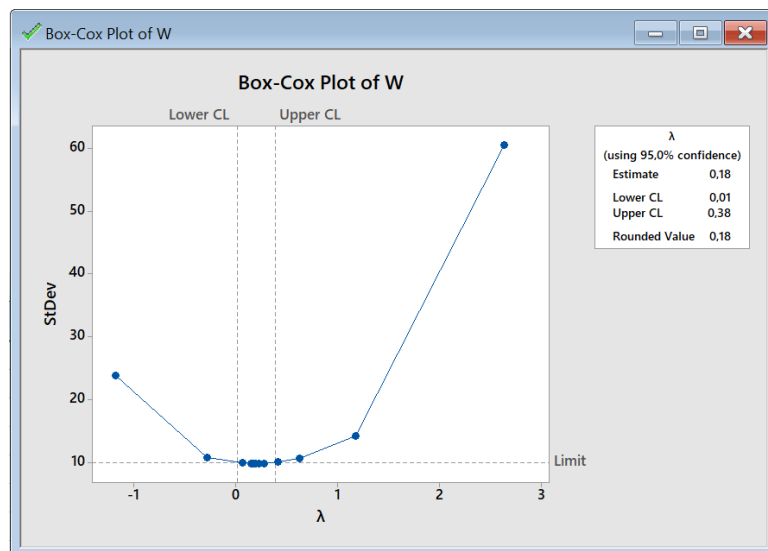 Box-Cox Plot of W
Box-Cox Plot of W
Lower CL Upper CL
60
50
40
30
20
10
StDev
Limit
-1 0 1 2 3
λ
λ
(using 95,0% confidence)
Estimate 0,18
Lower CL 0,01
Upper CL 0,38
Rounded Value 0,18